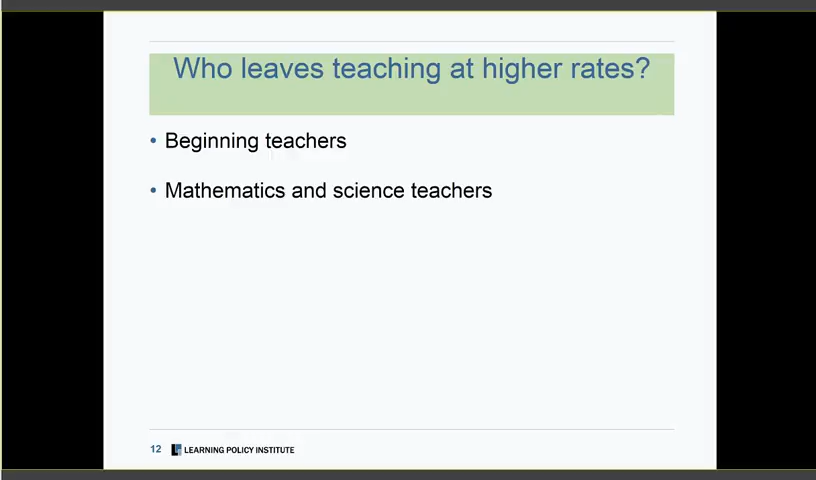 Who leaves teaching at higher rates?
• Beginning teachers
• Mathematics and science teachers
12 LEARNING POLICY INSTITUTE